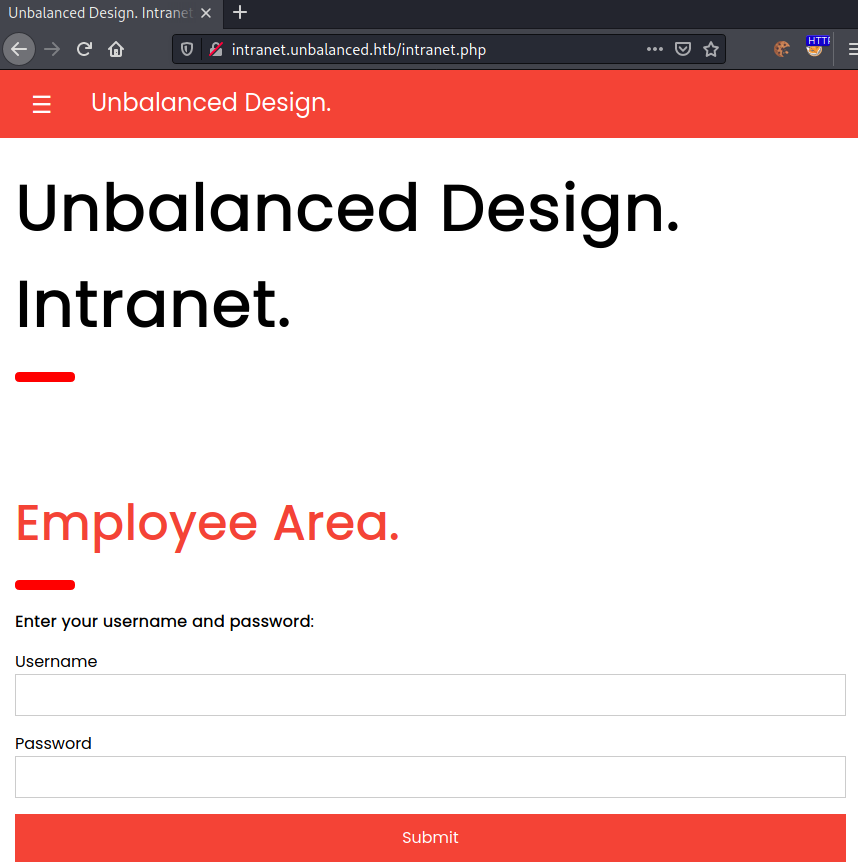 Unbalanced Design. Intranet
intranet.unbalanced.htb/intranet.php
HTTP
Unbalanced Design.
Unbalanced Design.
Intranet.
Employee Area.
Enter your username and password:
Username
Password
Submit